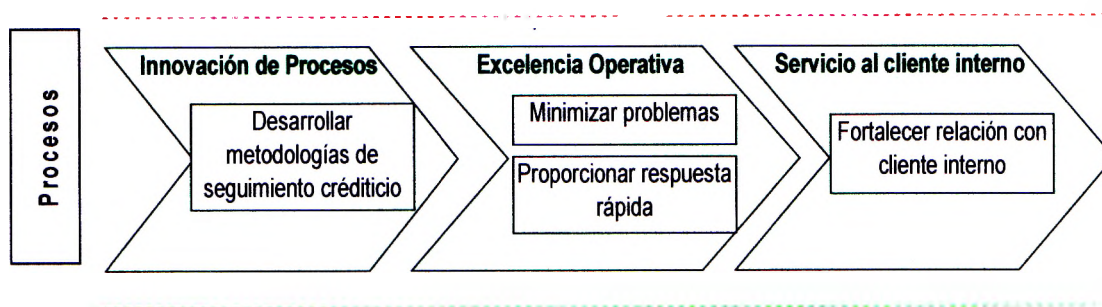 Procesos
Innovación de Procesos
Desarrollar
metodologías de
seguimiento créditicio
Excelencia Operativa
Minimizar problemas
Proporcionar respuesta
rápida
Servicio al cliente interno
Fortalecer relación con
cliente interno